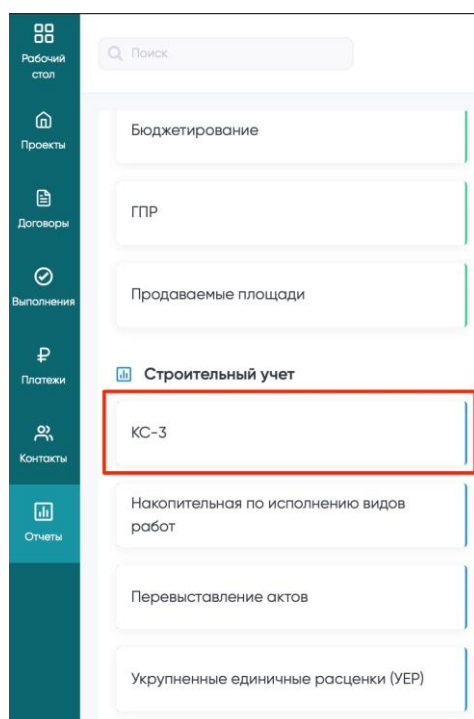 Рабочий
стол
Проекты
Договоры
Выполнения
Платежи
Контакты
Отчеты
Поиск
Бюджетирование
ГПР
Продаваемые площади
Строительный учет
КС-3
Накопительная по исполнению видов
работ
Перевыставление актов
Укрупненные единичные расценки (УЕР)